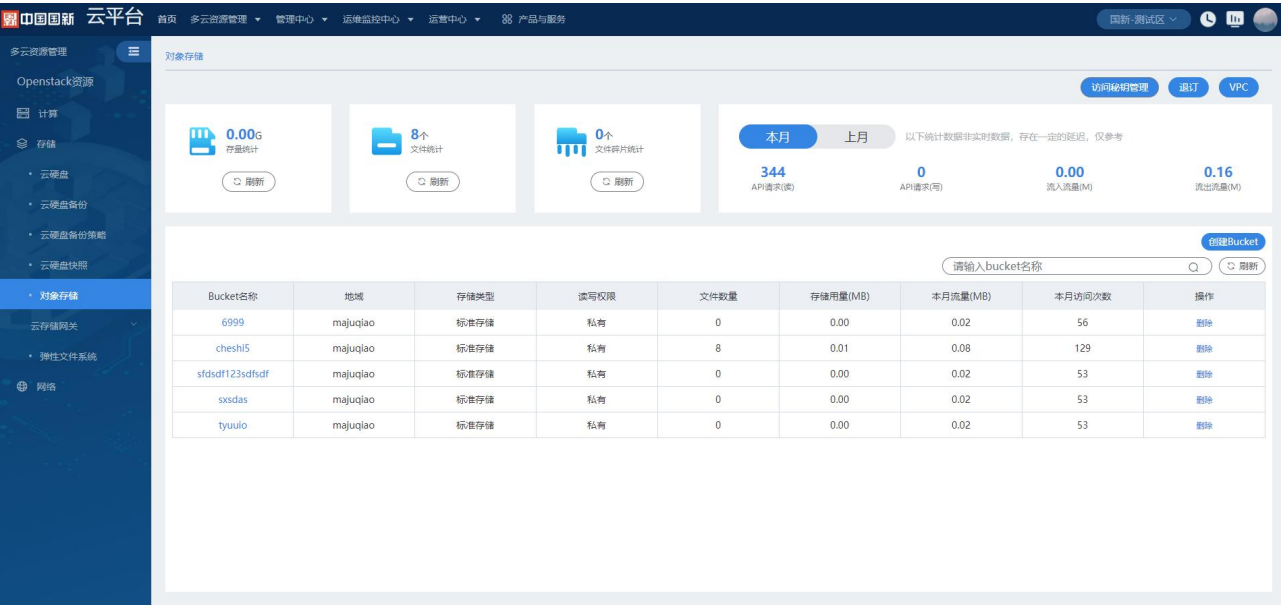 中国国新 云平台 首页 多云资源管理 管理中心 运维监控中心 运营中心 产品与服务 国新-测试区
多云资源管理
Openstack资源
计算
存储
云硬盘
云硬盘备份
云硬盘备份策略
云硬盘快照
对象存储
云存储网关
弹性文件系统
网络
对象存储
访问秘钥管理 退订 VPC
0.00G
存量统计
刷新
8个
文件统计
刷新
0个
文件碎片统计
刷新
本月 上月 以下统计数据非实时数据，存在一定的延迟，仅参考
344 0 0.00 0.16
API请求(读) API请求(写) 流入流量(M) 流出流量(M)
创建Bucket
请输入bucket名称 刷新
Bucket名称 地域 存储类型 读写权限 文件数量 存储用量(MB) 本月流量(MB) 本月访问次数 操作
6999 majuqiao 标准存储 私有 0 0.00 0.02 56 删除
cheshi5 majuqiao 标准存储 私有 8 0.01 0.08 129 删除
sfdsdf123sdfsdf majuqiao 标准存储 私有 0 0.00 0.02 53 删除
sxsdas majuqiao 标准存储 私有 0 0.00 0.02 53 删除
tyuuio majuqiao 标准存储 私有 0 0.00 0.02 53 删除